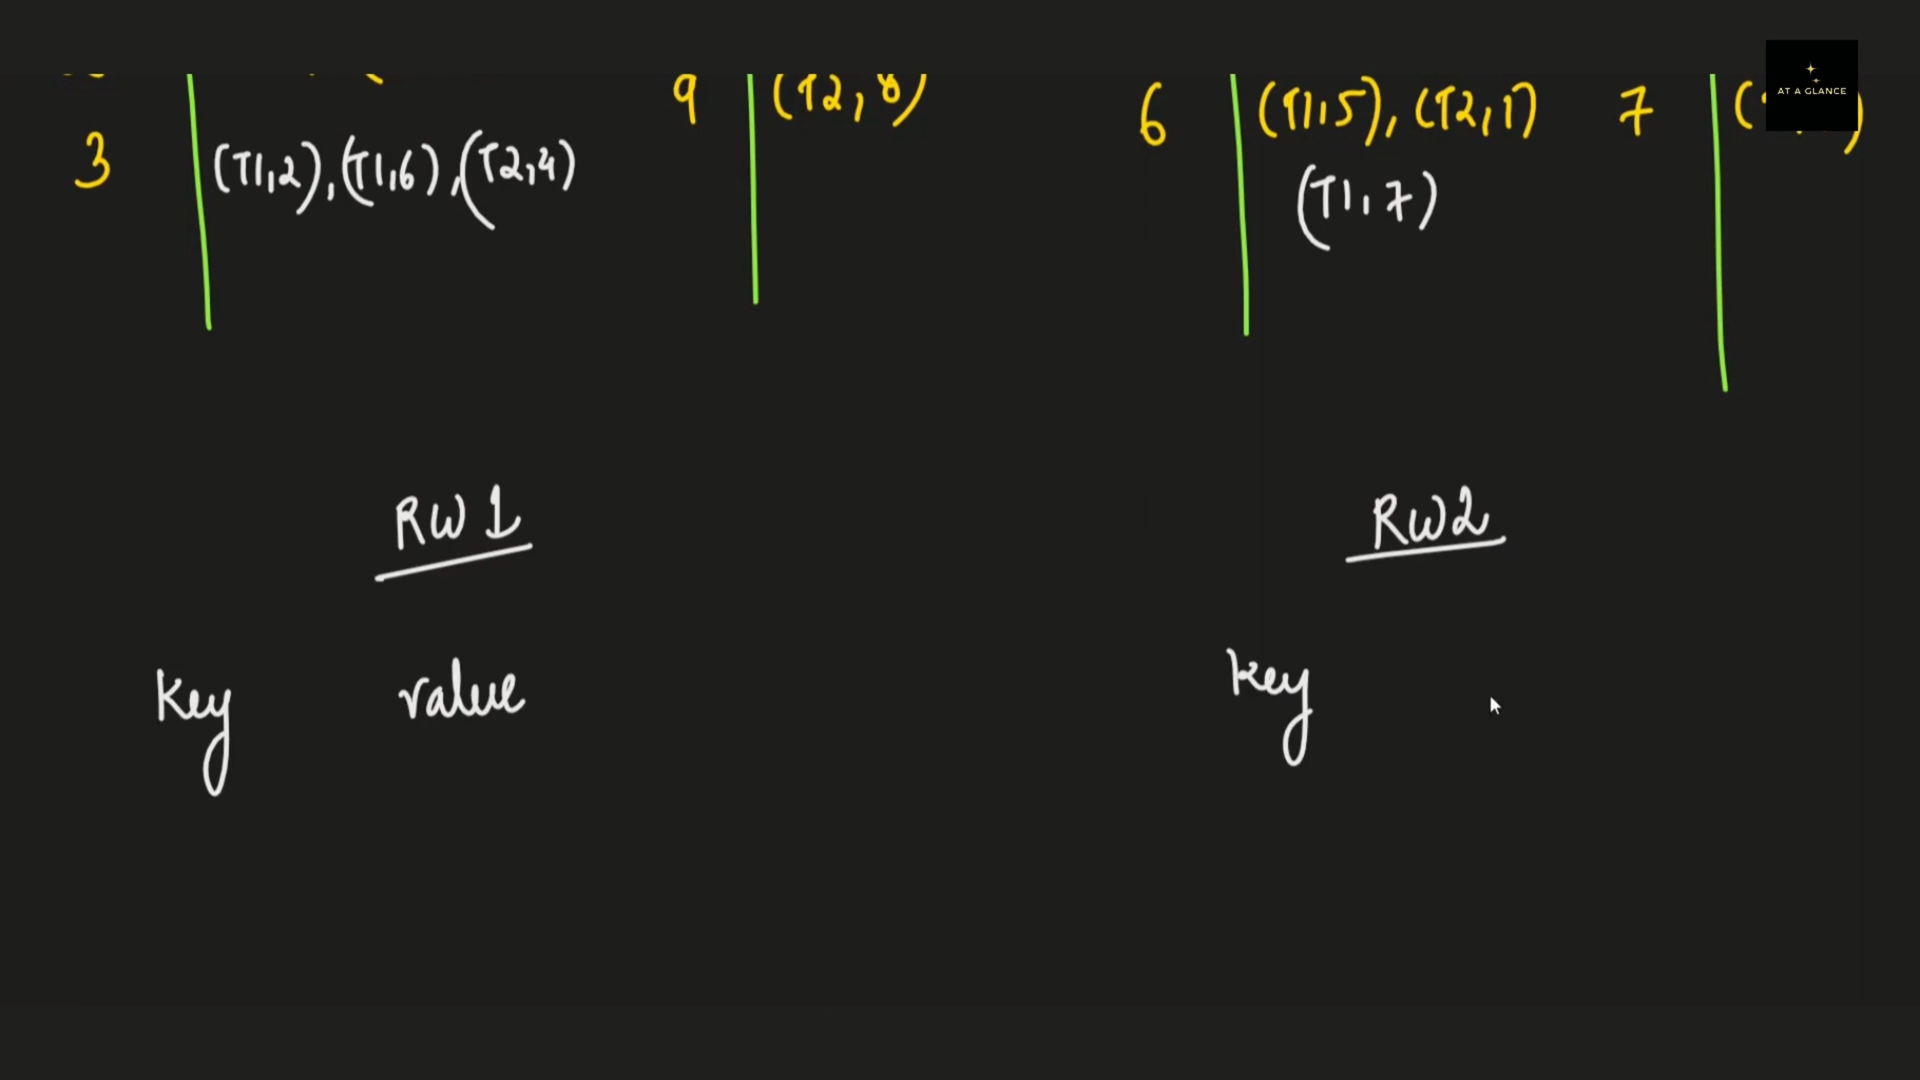 9 (T2, 8)
6 (T1,5), (T2,1) 7
3 (T1,2), (T1,6), (T2,4)
(T1, 7)
RW 1 RW2
Key value key
AT A GLANCE